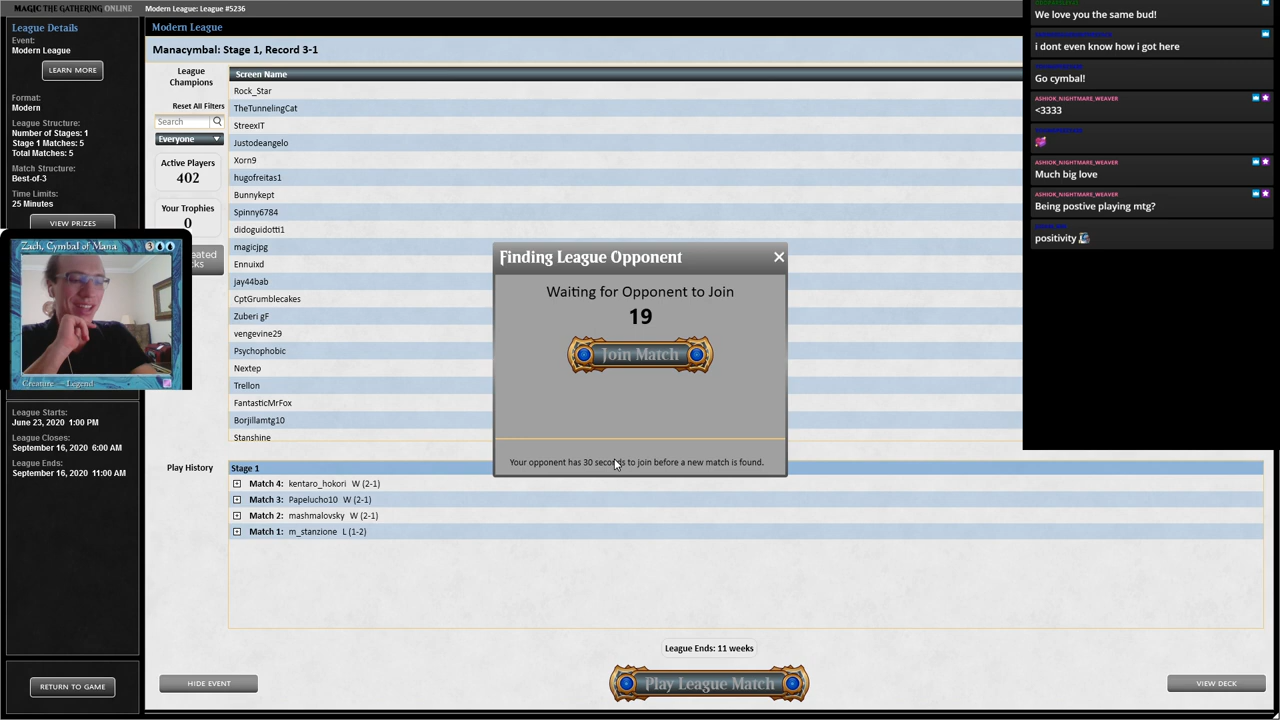 MAGIC THE GATHERING ONLINE
Modern League: League #5236
League Details
Event:
Modern League
LEARN MORE
Format:
Modern
League Structure:
Number of Stages: 1
Stage 1 Matches: 5
Total Matches: 5
Match Structure:
Best-of-3
Time Limits:
25 Minutes
VIEW PRIZES
Zach, Cymbal of Mana 3
Creature — Legend
League Starts:
June 23, 2020 1:00 PM
League Closes:
September 16, 2020 6:00 AM
League Ends:
September 16, 2020 11:00 AM
RETURN TO GAME
Modern League
Manacymbal: Stage 1, Record 3-1
League
Champions
Reset All Filters
Search
Everyone
Active Players
402
Your Trophies
0
Screen Name
Rock_Star
TheTunnelingCat
StreexIT
Justodeangelo
Xorn9
hugofreitas1
Bunnykept
Spinny6784
didoguidotti1
magicjpg
Ennuixd
jay44bab
CptGrumblecakes
Zuberi gF
vengevine29
Psychophobic
Nextep
Trellon
FantasticMrFox
Borjillamtg10
Stanshine
Finding League Opponent
Waiting for Opponent to Join
19
Join Match
Your opponent has 30 seconds to join before a new match is found.
Play History
Stage 1
Match 4: kentaro_hokori W (2-1)
Match 3: Papelucho10 W (2-1)
Match 2: mashmalovsky W (2-1)
Match 1: m_stanzione L (1-2)
League Ends: 11 weeks
HIDE EVENT
Play League Match
VIEW DECK
We love you the same bud!
i dont even know how i got here
Go cymbal!
ASHIOK_NIGHTMARE_WEAVER
<3333
ASHIOK_NIGHTMARE_WEAVER
Much big love
ASHIOK_NIGHTMARE_WEAVER
Being postive playing mtg?
positivity